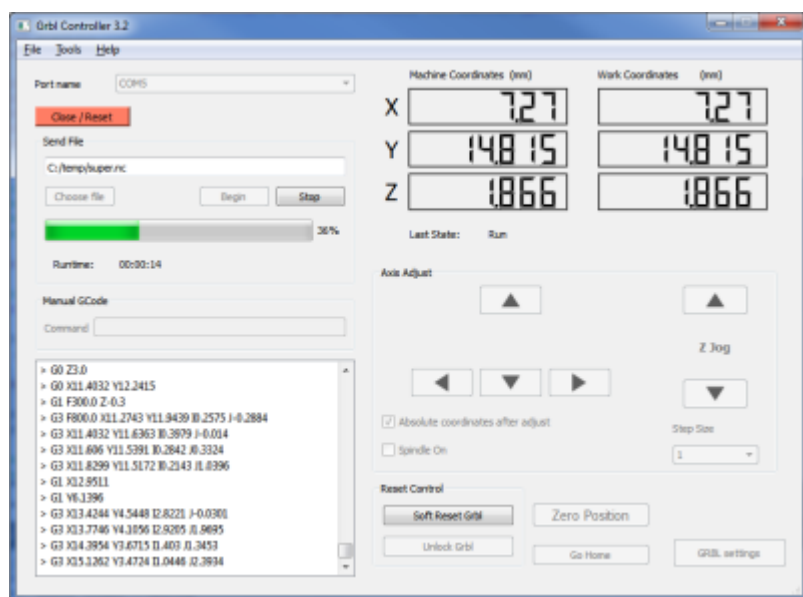 Grbl Controller 3.2
File Tools Help
Port name COM5
Close / Reset
Send File
C:/temp/super.nc
Choose file Begin Stop
36%
Runtime: 00:00:14
Manual GCode
Command
> G0 Z3.0
> G0 X11.4032 Y12.2415
> G1 F300.0 Z-0.3
> G3 F800.0 X11.2743 Y11.9439 I0.2575 J-0.2884
> G3 X11.4032 Y11.6363 I0.3979 J-0.014
> G3 X11.606 Y11.5391 I0.2842 J0.3324
> G3 X11.8299 Y11.5172 I0.2143 J1.0396
> G1 X12.9511
> G1 Y6.1396
> G3 X13.4244 Y4.5448 I2.8221 J-0.0301
> G3 X13.7746 Y4.1056 I2.9205 J1.9695
> G3 X14.3954 Y3.6715 I1.403 J1.3453
> G3 X15.1262 Y3.4724 I1.0446 J2.3934
Machine Coordinates (mm) Work Coordinates (mm)
X 7.27 7.27
Y 14.815 14.815
Z 1.866 1.866
Last State: Run
Axis Adjust
Z Jog
Absolute coordinates after adjust
Step Size
Spindle On
1
Reset Control
Soft Reset Grbl Zero Position
Unlock Grbl Go Home GRBL settings